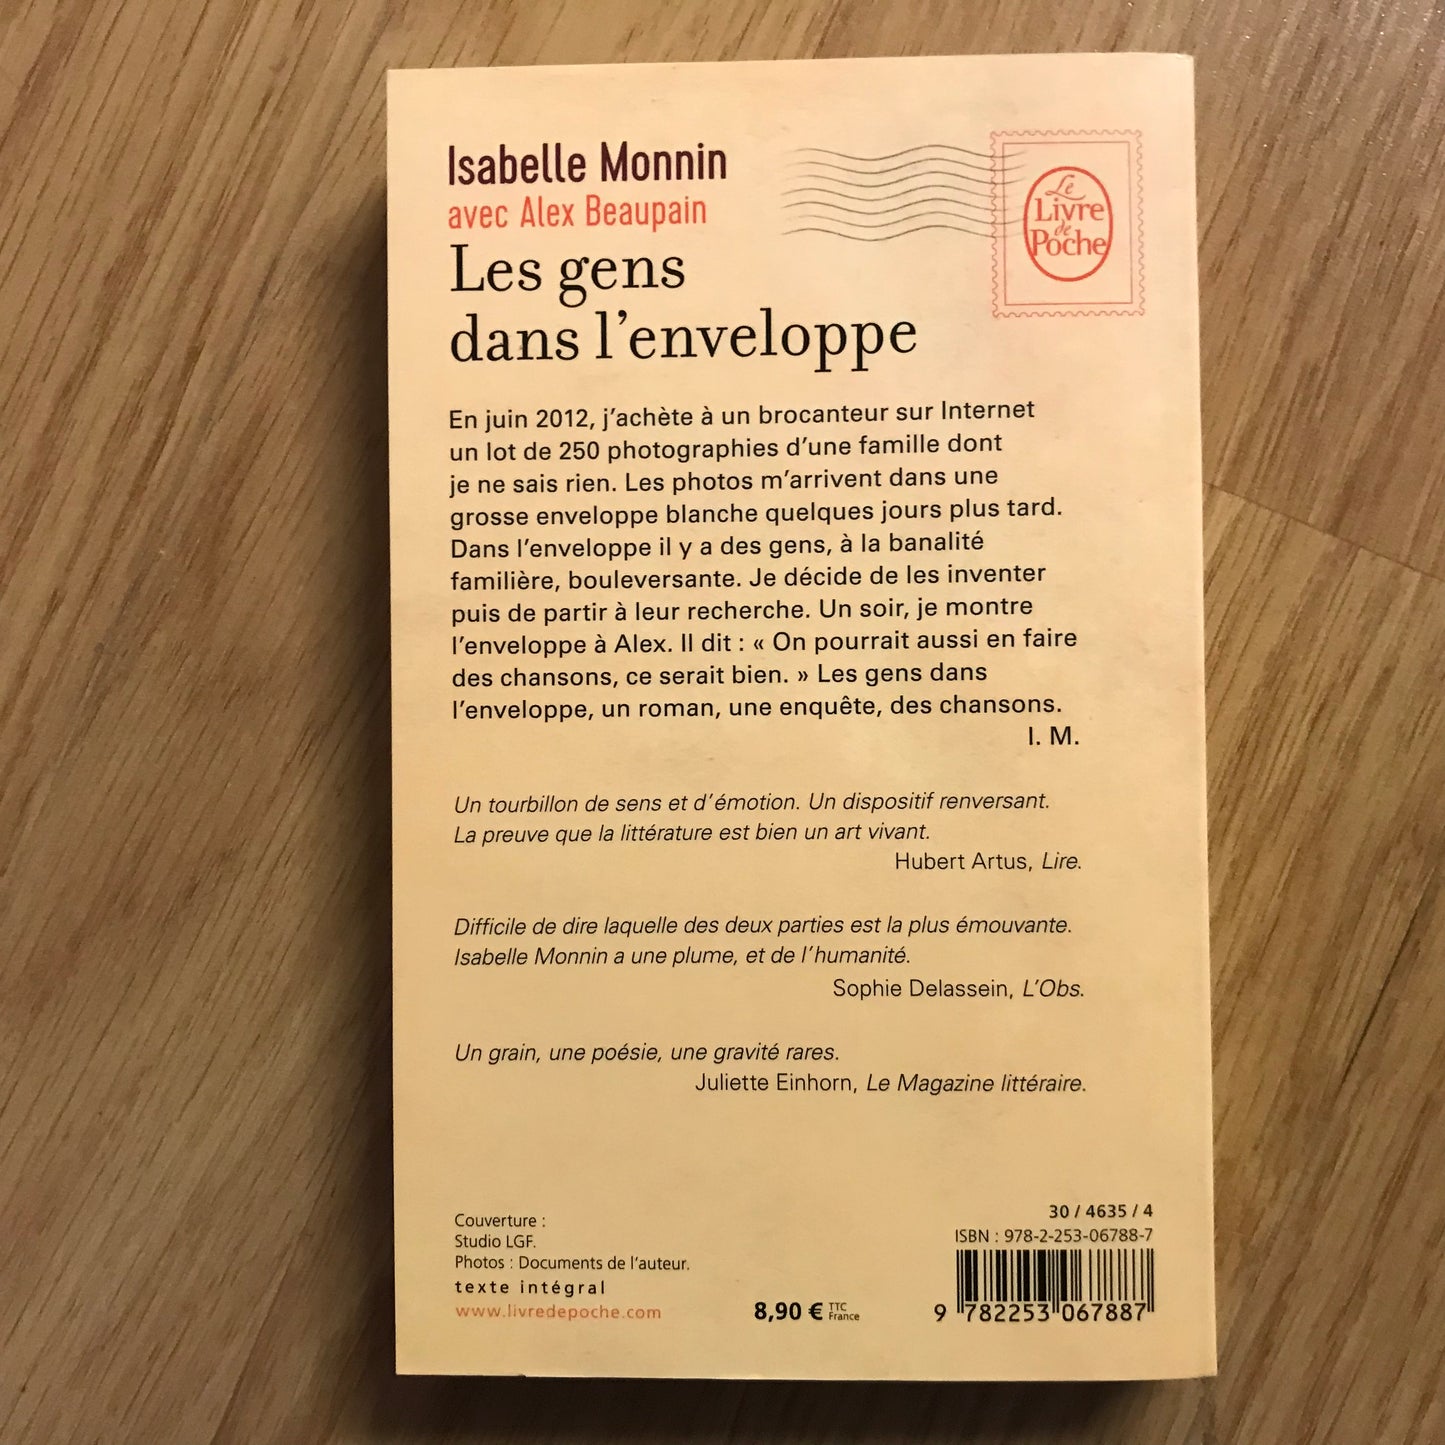 Isabelle Monnin
avec Alex Beaupain
Les gens
dans l'enveloppe
Le
Livre
de
Poche
En juin 2012, j'achète à un brocanteur sur Internet
un lot de 250 photographies d'une famille dont
je ne sais rien. Les photos m'arrivent dans une
grosse enveloppe blanche quelques jours plus tard.
Dans l'enveloppe il y a des gens, à la banalité
familière, bouleversante. Je décide de les inventer
puis de partir à leur recherche. Un soir, je montre
l'enveloppe à Alex. Il dit : « On pourrait aussi en faire
des chansons, ce serait bien. » Les gens dans
l'enveloppe, un roman, une enquête, des chansons.
I. M.
Un tourbillon de sens et d'émotion. Un dispositif renversant.
La preuve que la littérature est bien un art vivant.
Hubert Artus, Lire.
Difficile de dire laquelle des deux parties est la plus émouvante.
Isabelle Monnin a une plume, et de l'humanité.
Sophie Delassein, L'Obs.
Un grain, une poésie, une gravité rares.
Juliette Einhorn, Le Magazine littéraire.
Couverture :
Studio LGF.
Photos : Documents de l'auteur.
texte intégral
www.livredepoche.com
8,90 € TTC
France
30 / 4635 / 4
ISBN : 978-2-253-06788-7
9 782253 067887